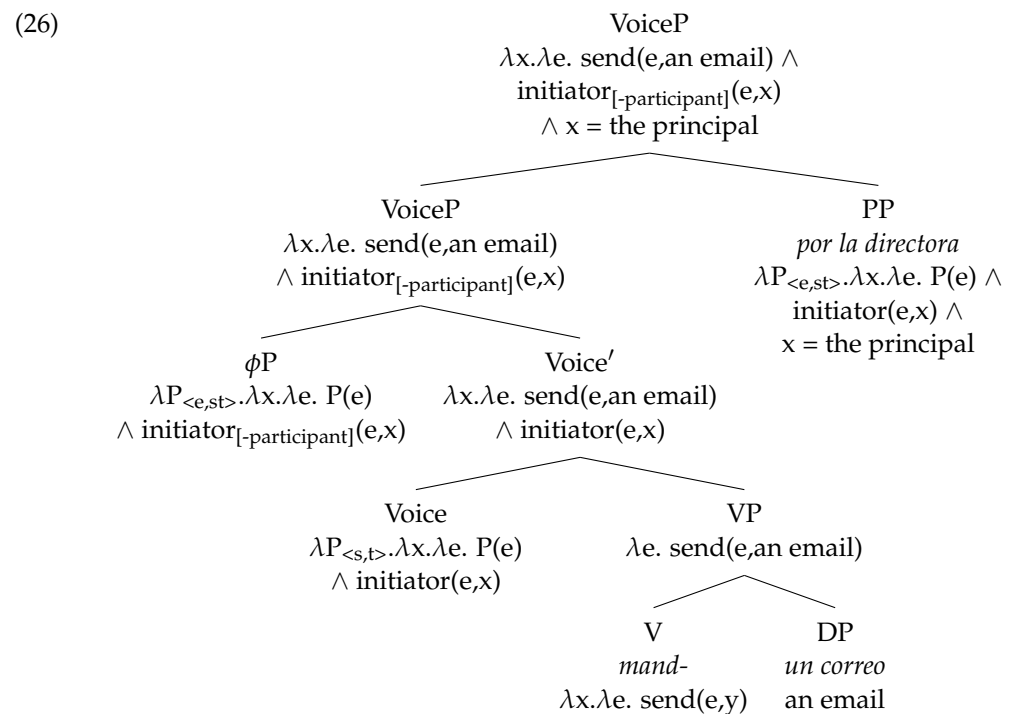 (26)
VoiceP
λx.λe. send(e,an email) ∧
initiator[-participant](e,x)
∧ x = the principal
VoiceP
λx.λe. send(e,an email)
∧ initiator[-participant](e,x)
PP
por la directora
λP<e,st>.λx.λe. P(e) ∧
initiator(e,x) ∧
x = the principal
ϕP
λP<e,st>.λx.λe. P(e)
∧ initiator[-participant](e,x)
Voice′
λx.λe. send(e,an email)
∧ initiator(e,x)
Voice
λP<s,t>.λx.λe. P(e)
∧ initiator(e,x)
VP
λe. send(e,an email)
V
mand-
λx.λe. send(e,y)
DP
un correo
an email